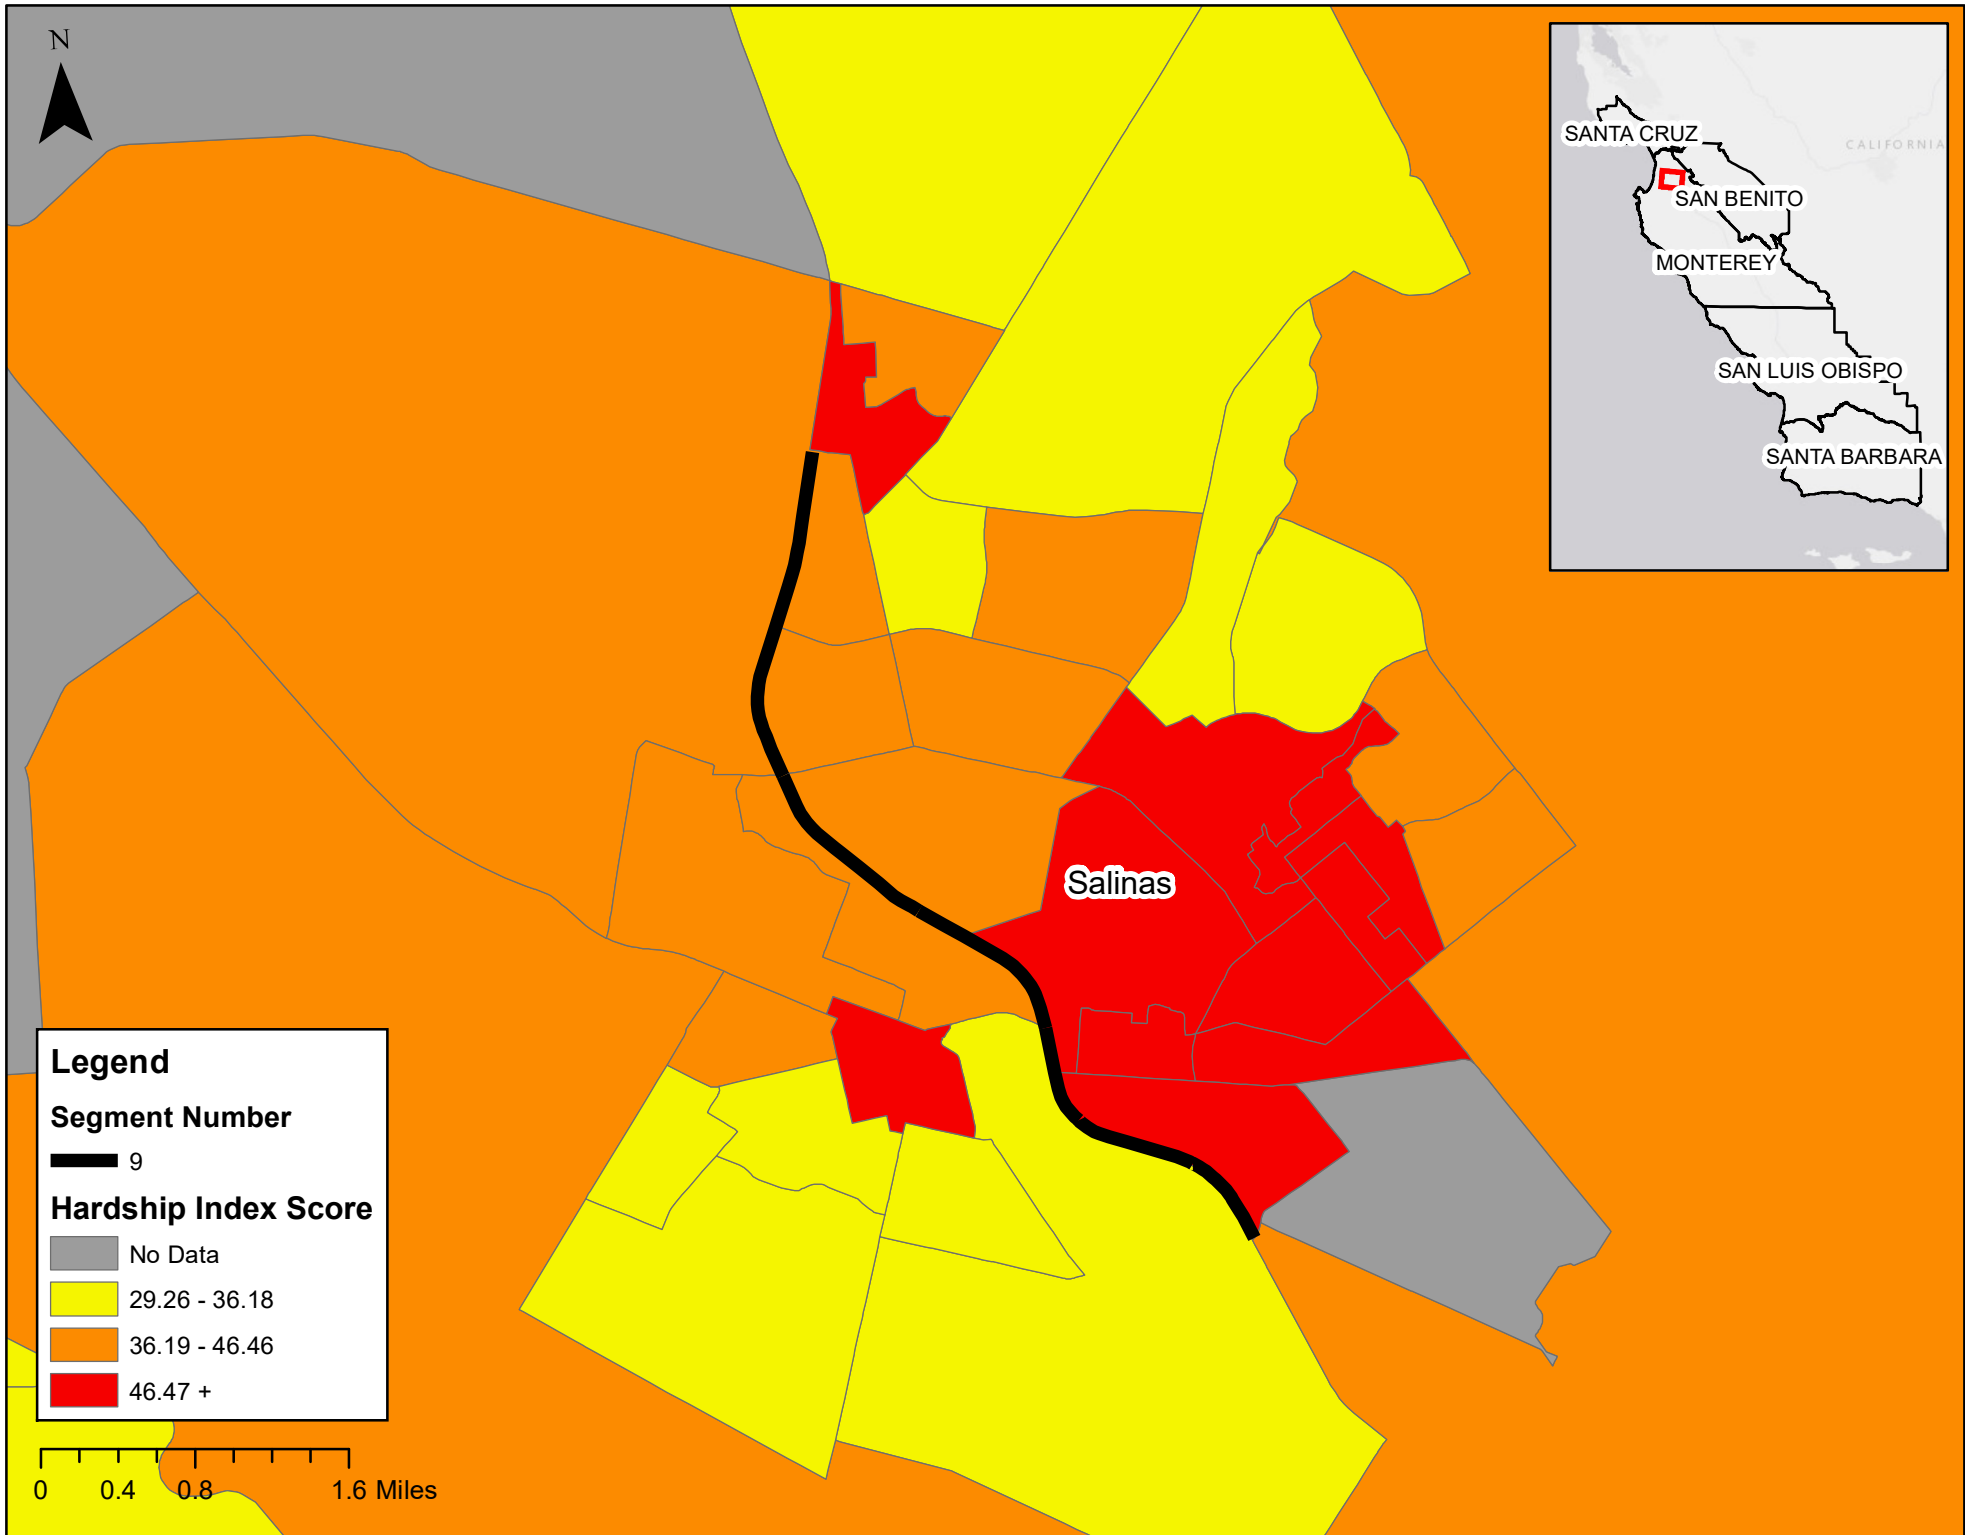 N
SANTA CRUZ
CALIFORNIA
SAN BENITO
MONTEREY
SAN LUIS OBISPO
SANTA BARBARA
Salinas
Legend
Segment Number
9
Hardship Index Score
No Data
29.26 - 36.18
36.19 - 46.46
46.47 +
0 0.4 0.8 1.6 Miles